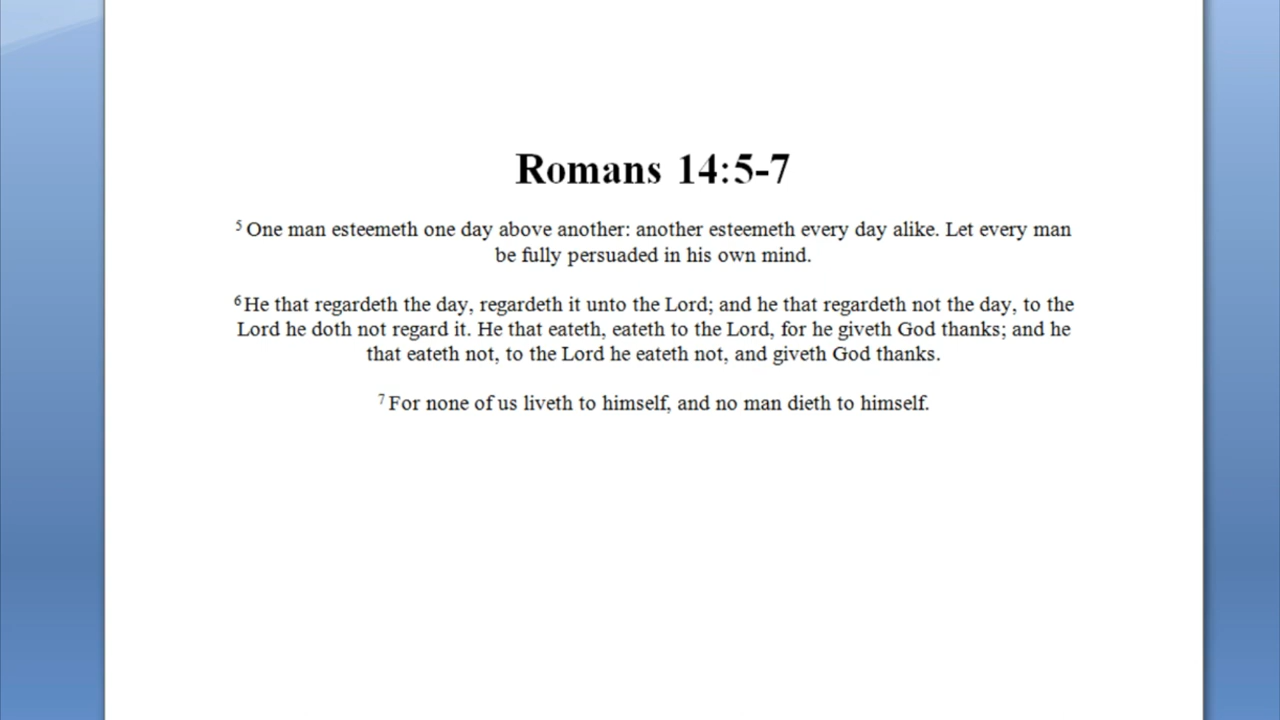 Romans 14:5-7
5 One man esteemeth one day above another: another esteemeth every day alike. Let every man
be fully persuaded in his own mind.
6 He that regardeth the day, regardeth it unto the Lord; and he that regardeth not the day, to the
Lord he doth not regard it. He that eateth, eateth to the Lord, for he giveth God thanks; and he
that eateth not, to the Lord he eateth not, and giveth God thanks.
7 For none of us liveth to himself, and no man dieth to himself.